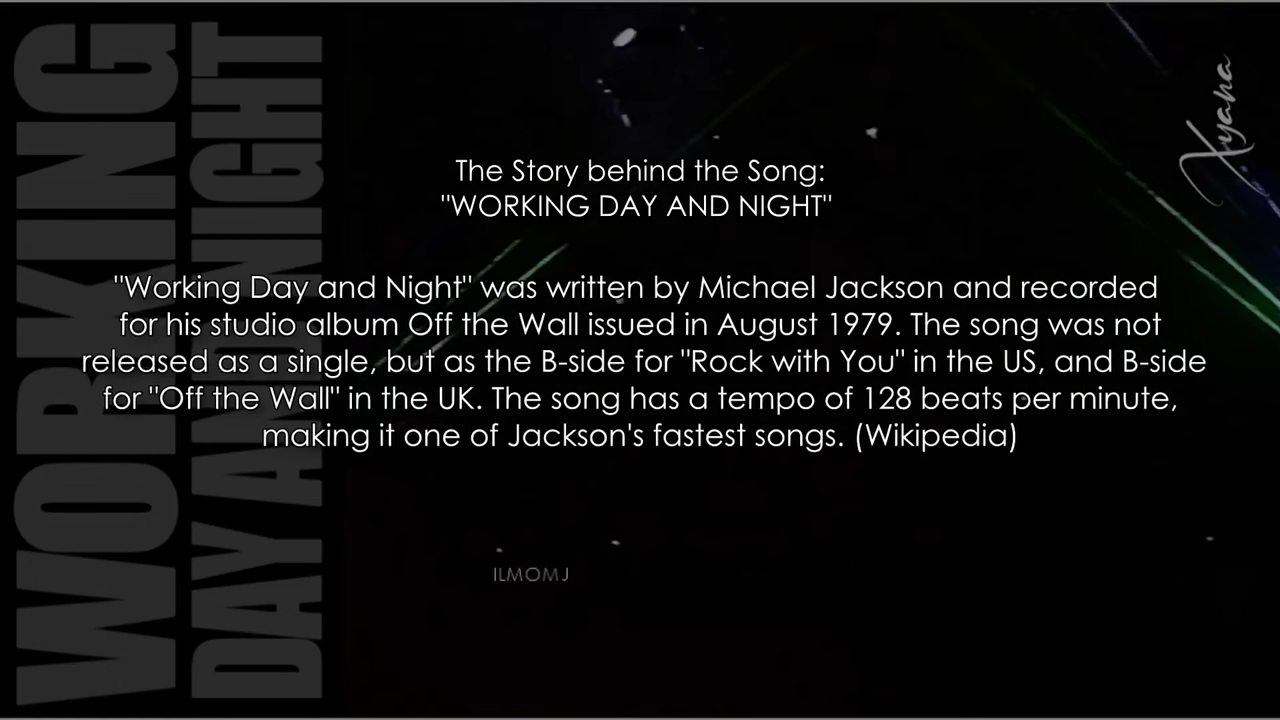 WORKING
DAY AND NIGHT
Xyaha
The Story behind the Song:
"WORKING DAY AND NIGHT"
"Working Day and Night" was written by Michael Jackson and recorded
for his studio album Off the Wall issued in August 1979. The song was not
released as a single, but as the B-side for "Rock with You" in the US, and B-side
for "Off the Wall" in the UK. The song has a tempo of 128 beats per minute,
making it one of Jackson's fastest songs. (Wikipedia)
ILMOMJ